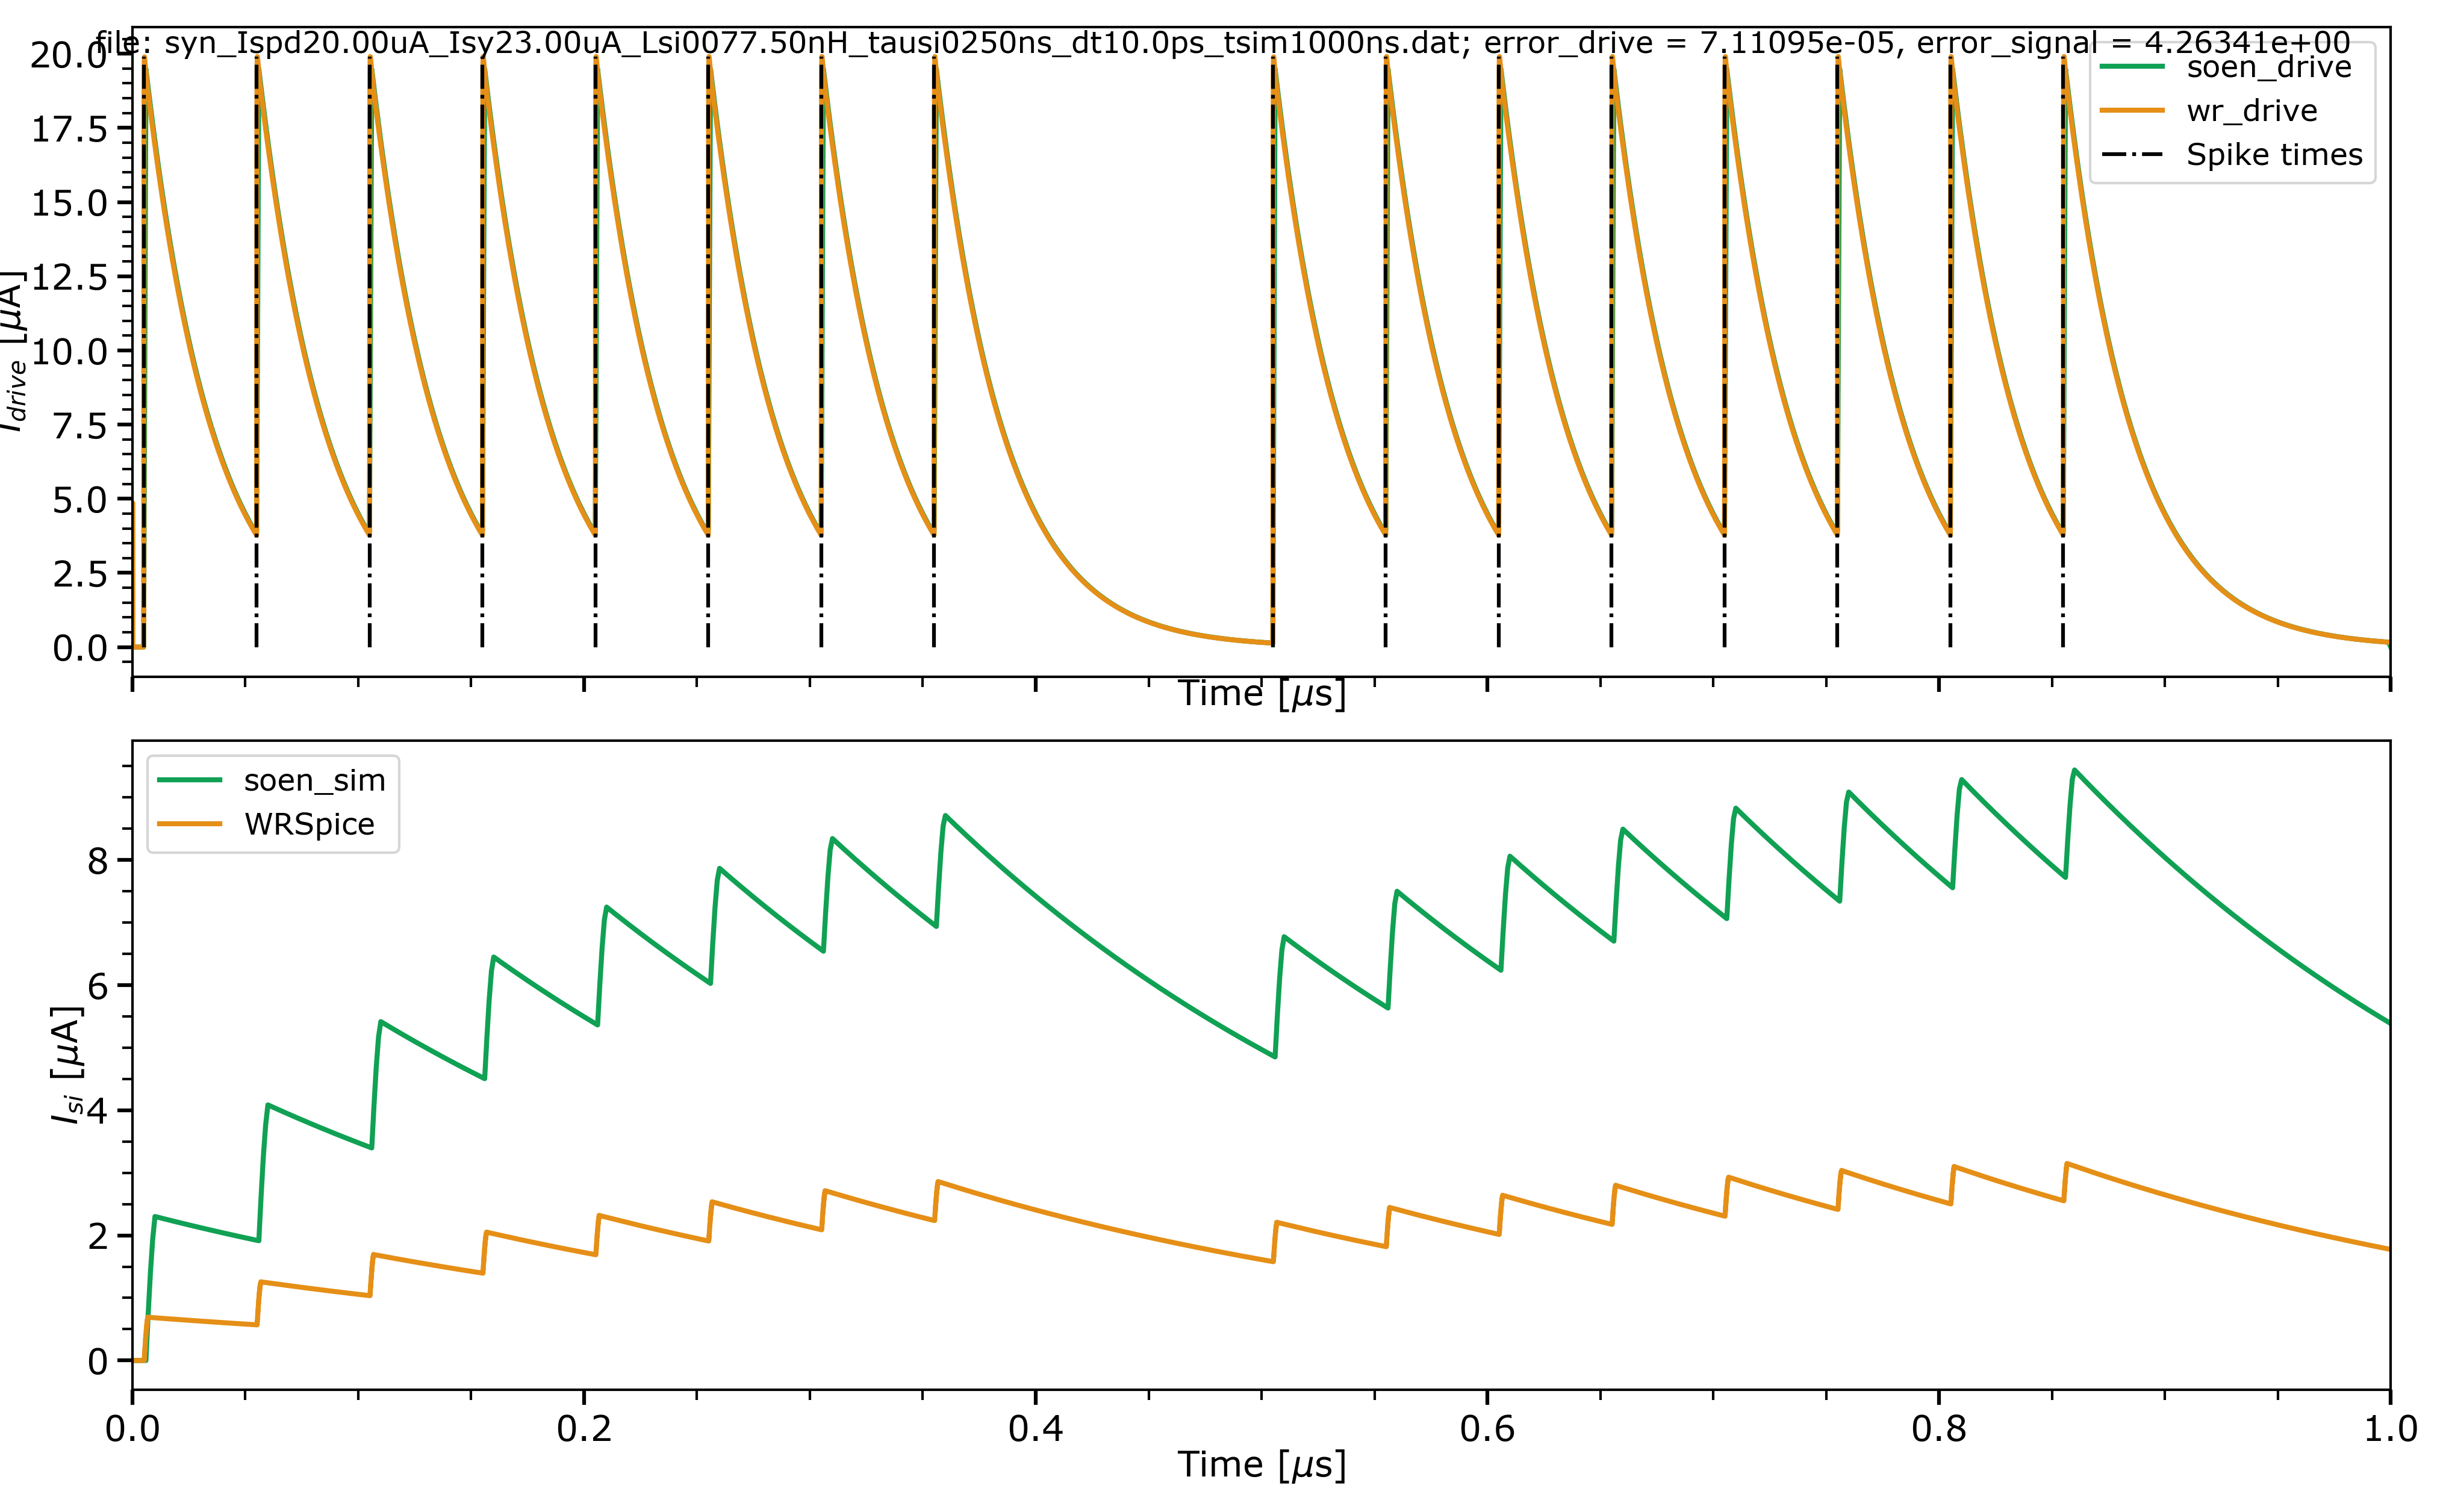 file: syn_Ispd20.00uA_Isy23.00uA_Lsi0077.50nH_tausi0250ns_dt10.0ps_tsim1000ns.dat; error_drive = 7.11095e-05, error_signal = 4.26341e+00
soen_drive
wr_drive
Spike times
20.0
17.5
15.0
12.5
10.0
7.5
5.0
2.5
0.0
I_drive [μA]
Time [μs]
soen_sim
WRSpice
8
6
4
2
0
I_si [μA]
0.0 0.2 0.4 0.6 0.8 1.0
Time [μs]